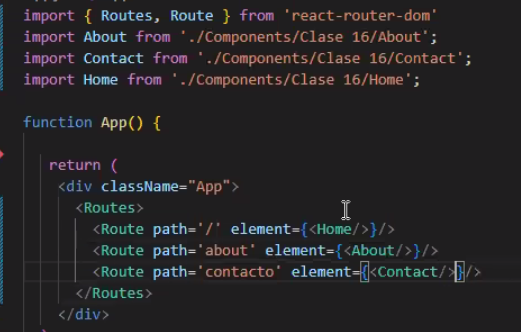 import { Routes, Route } from 'react-router-dom'
import About from './Components/Clase 16/About';
import Contact from './Components/Clase 16/Contact';
import Home from './Components/Clase 16/Home';
function App() {
return (
<div className="App">
<Routes>
<Route path='/' element={<Home/>}/>
<Route path='about' element={<About/>}/>
<Route path='contacto' element={<Contact/>}/>
</Routes>
</div>